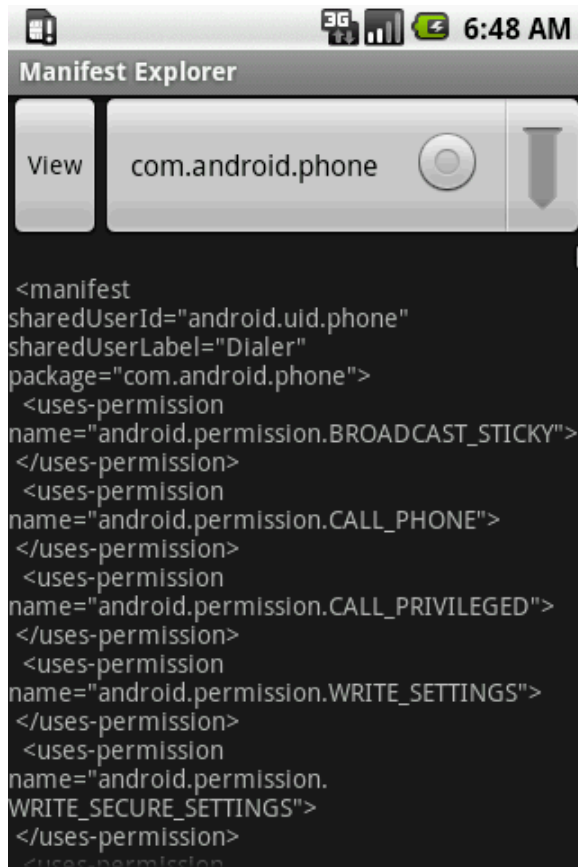 3G 6:48 AM
Manifest Explorer
View com.android.phone
<manifest
sharedUserId="android.uid.phone"
sharedUserLabel="Dialer"
package="com.android.phone">
<uses-permission
name="android.permission.BROADCAST_STICKY">
</uses-permission>
<uses-permission
name="android.permission.CALL_PHONE">
</uses-permission>
<uses-permission
name="android.permission.CALL_PRIVILEGED">
</uses-permission>
<uses-permission
name="android.permission.WRITE_SETTINGS">
</uses-permission>
<uses-permission
name="android.permission.
WRITE_SECURE_SETTINGS">
</uses-permission>
<uses-permission